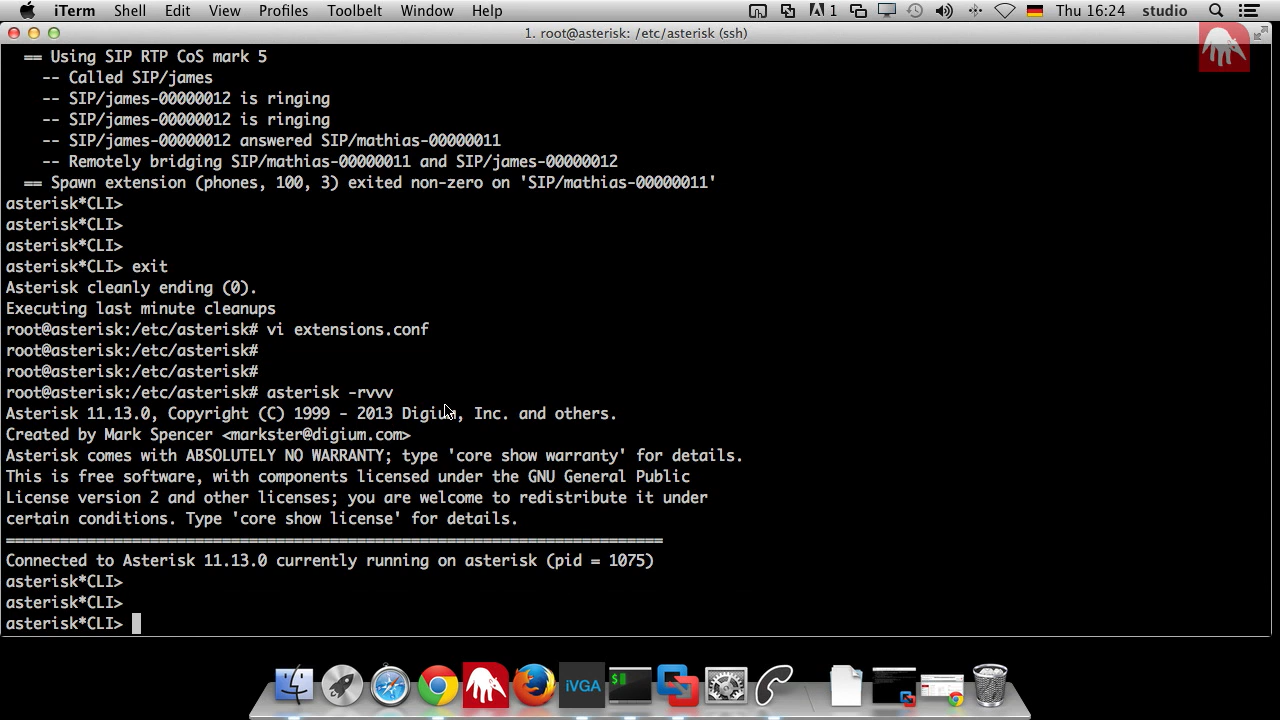 iTerm Shell Edit View Profiles Toolbelt Window Help 1 Thu 16:24 studio
1. root@asterisk: /etc/asterisk (ssh)
== Using SIP RTP CoS mark 5
-- Called SIP/james
-- SIP/james-00000012 is ringing
-- SIP/james-00000012 is ringing
-- SIP/james-00000012 answered SIP/mathias-00000011
-- Remotely bridging SIP/mathias-00000011 and SIP/james-00000012
== Spawn extension (phones, 100, 3) exited non-zero on 'SIP/mathias-00000011'
asterisk*CLI>
asterisk*CLI>
asterisk*CLI>
asterisk*CLI> exit
Asterisk cleanly ending (0).
Executing last minute cleanups
root@asterisk:/etc/asterisk# vi extensions.conf
root@asterisk:/etc/asterisk#
root@asterisk:/etc/asterisk#
root@asterisk:/etc/asterisk# asterisk -rvvv
Asterisk 11.13.0, Copyright (C) 1999 - 2013 Digium, Inc. and others.
Created by Mark Spencer <markster@digium.com>
Asterisk comes with ABSOLUTELY NO WARRANTY; type 'core show warranty' for details.
This is free software, with components licensed under the GNU General Public
License version 2 and other licenses; you are welcome to redistribute it under
certain conditions. Type 'core show license' for details.
=========================================================================
Connected to Asterisk 11.13.0 currently running on asterisk (pid = 1075)
asterisk*CLI>
asterisk*CLI>
asterisk*CLI>
iVGA $